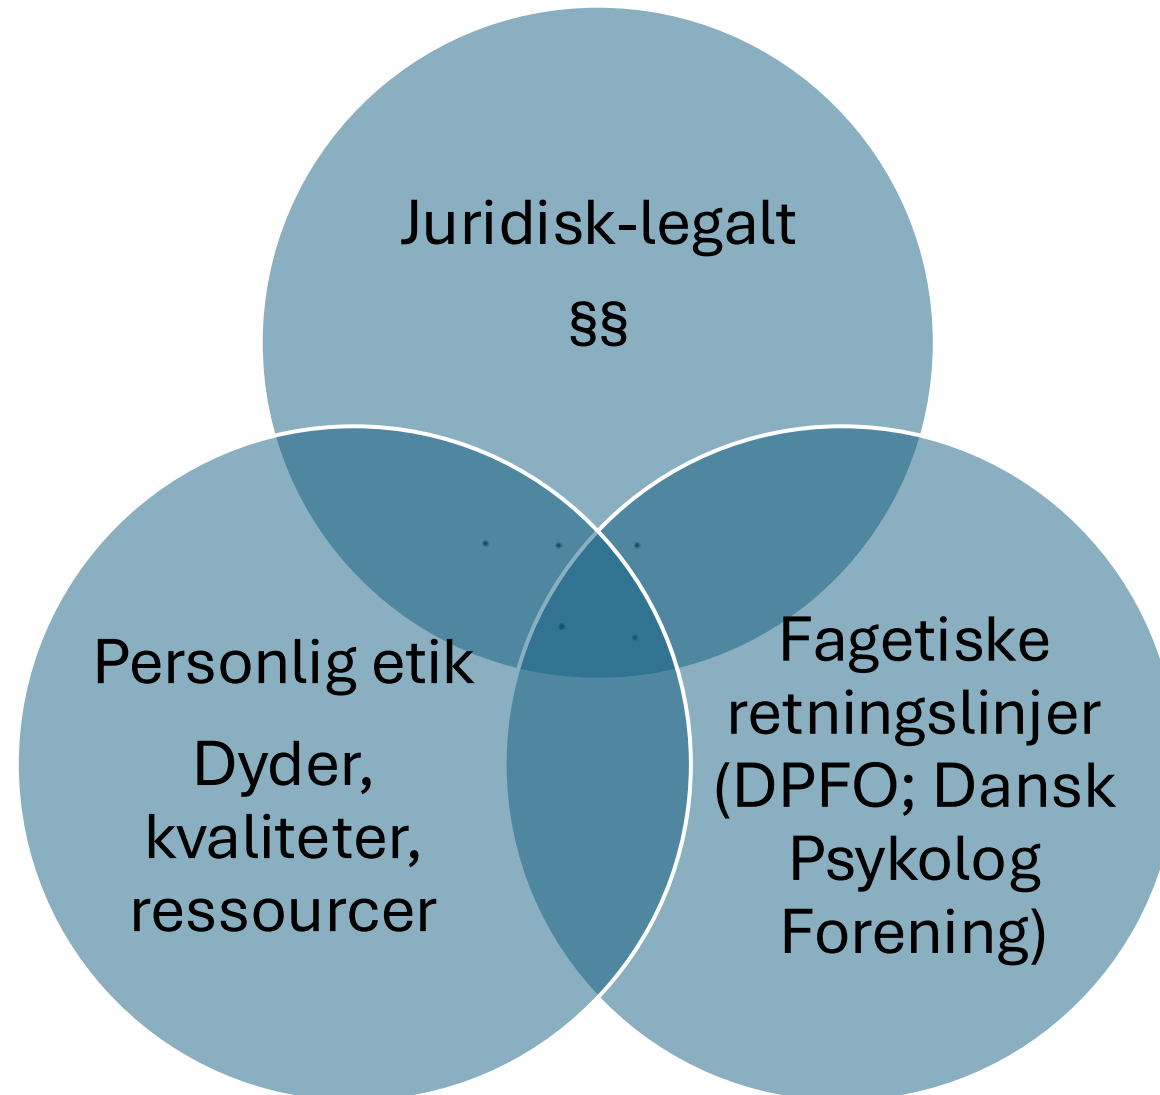 Juridisk-legalt
§§
Personlig etik
Dyder,
kvaliteter,
ressourcer
Fagetiske
retningslinjer
(DPFO; Dansk
Psykolog
Forening)